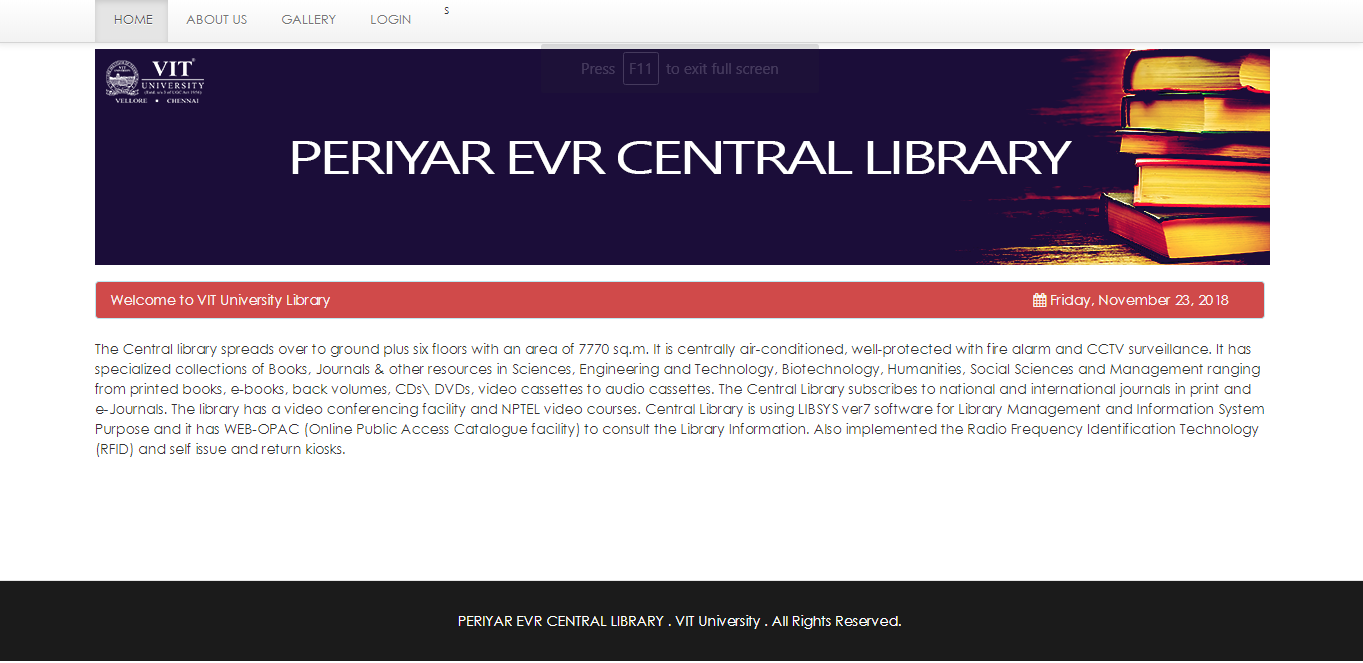 HOME ABOUT US GALLERY LOGIN s
Press F11 to exit full screen
VIT
UNIVERSITY
VELLORE • CHENNAI
PERIYAR EVR CENTRAL LIBRARY
Welcome to VIT University Library Friday, November 23, 2018
The Central library spreads over to ground plus six floors with an area of 7770 sq.m. It is centrally air-conditioned, well-protected with fire alarm and CCTV surveillance. It has
specialized collections of Books, Journals & other resources in Sciences, Engineering and Technology, Biotechnology, Humanities, Social Sciences and Management ranging
from printed books, e-books, back volumes, CDs\ DVDs, video cassettes to audio cassettes. The Central Library subscribes to national and international journals in print and
e-Journals. The library has a video conferencing facility and NPTEL video courses. Central Library is using LIBSYS ver7 software for Library Management and Information System
Purpose and it has WEB-OPAC (Online Public Access Catalogue facility) to consult the Library Information. Also implemented the Radio Frequency Identification Technology
(RFID) and self issue and return kiosks.
PERIYAR EVR CENTRAL LIBRARY . VIT University . All Rights Reserved.